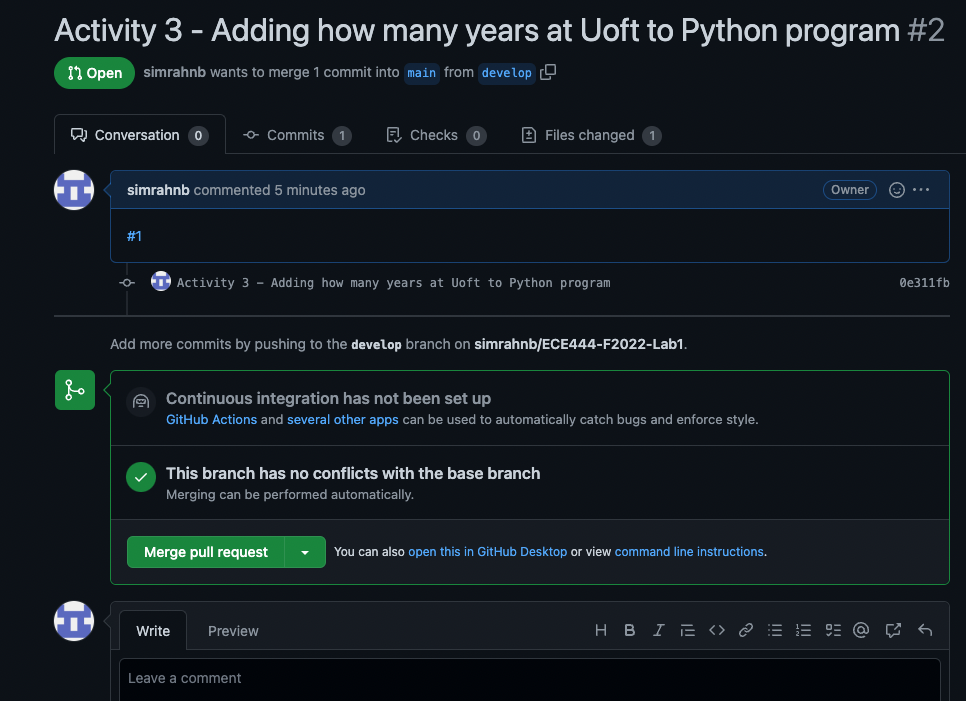 Activity 3 - Adding how many years at Uoft to Python program #2
Open simrahnb wants to merge 1 commit into main from develop
Conversation 0 Commits 1 Checks 0 Files changed 1
simrahnb commented 5 minutes ago Owner
#1
Activity 3 - Adding how many years at Uoft to Python program 0e311fb
Add more commits by pushing to the develop branch on simrahnb/ECE444-F2022-Lab1.
Continuous integration has not been set up
GitHub Actions and several other apps can be used to automatically catch bugs and enforce style.
This branch has no conflicts with the base branch
Merging can be performed automatically.
Merge pull request You can also open this in GitHub Desktop or view command line instructions.
Write Preview
Leave a comment